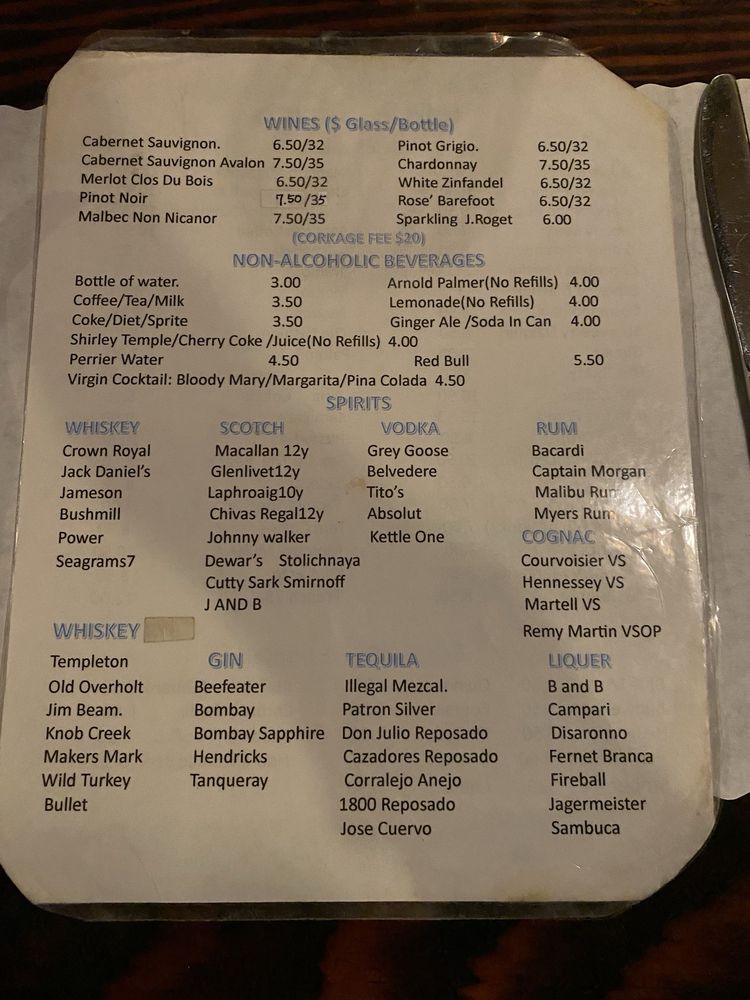 WINES ($ Glass/Bottle)
Cabernet Sauvignon. 6.50/32 Pinot Grigio. 6.50/32
Cabernet Sauvignon Avalon 7.50/35 Chardonnay 7.50/35
Merlot Clos Du Bois 6.50/32 White Zinfandel 6.50/32
Pinot Noir 7.50/35 Rose' Barefoot 6.50/32
Malbec Non Nicanor 7.50/35 Sparkling J.Roget 6.00
(CORKAGE FEE $20)
NON-ALCOHOLIC BEVERAGES
Bottle of water. 3.00 Arnold Palmer(No Refills) 4.00
Coffee/Tea/Milk 3.50 Lemonade(No Refills) 4.00
Coke/Diet/Sprite 3.50 Ginger Ale /Soda In Can 4.00
Shirley Temple/Cherry Coke /Juice(No Refills) 4.00
Perrier Water 4.50 Red Bull 5.50
Virgin Cocktail: Bloody Mary/Margarita/Pina Colada 4.50
SPIRITS
WHISKEY SCOTCH VODKA RUM
Crown Royal Macallan 12y Grey Goose Bacardi
Jack Daniel's Glenlivet12y Belvedere Captain Morgan
Jameson Laphroaig10y Tito's Malibu Rum
Bushmill Chivas Regal12y Absolut Myers Rum
Power Johnny walker Kettle One COGNAC
Seagrams7 Dewar's Stolichnaya Courvoisier VS
Cutty Sark Smirnoff Hennessey VS
J AND B Martell VS
WHISKEY Remy Martin VSOP
Templeton GIN TEQUILA LIQUER
Old Overholt Beefeater Illegal Mezcal. B and B
Jim Beam. Bombay Patron Silver Campari
Knob Creek Bombay Sapphire Don Julio Reposado Disaronno
Makers Mark Hendricks Cazadores Reposado Fernet Branca
Wild Turkey Tanqueray Corralejo Anejo Fireball
Bullet 1800 Reposado Jagermeister
Jose Cuervo Sambuca